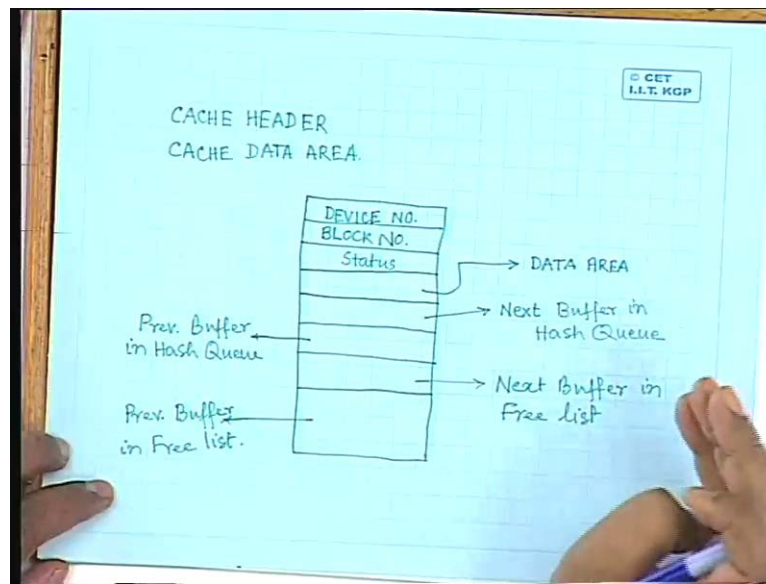 © CET
I.I.T. KGP
CACHE HEADER
CACHE DATA AREA.
DEVICE NO.
BLOCK NO.
Status
DATA AREA
Next Buffer in
Hash Queue
Prev. Buffer
in Hash Queue
Next Buffer in
Free list
Prev. Buffer
in Free list.